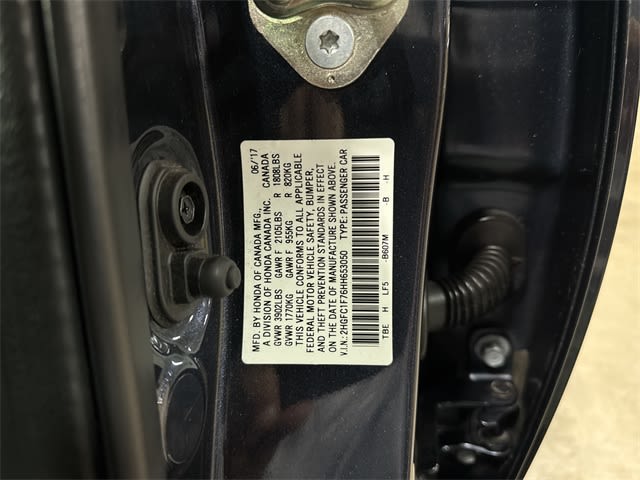 MFD. BY HONDA OF CANADA MFG. 06/17
A DIVISION OF HONDA CANADA INC. CANADA
GVWR 3902LBS GAWR F 2105LBS R 1808LBS
GVWR 1770KG GAWR F 955KG R 820KG
THIS VEHICLE CONFORMS TO ALL APPLICABLE
FEDERAL MOTOR VEHICLE SAFETY, BUMPER,
AND THEFT PREVENTION STANDARDS IN EFFECT
ON THE DATE OF MANUFACTURE SHOWN ABOVE.
V.I.N.: 2HGFC1F76HH653050 TYPE: PASSENGER CAR
TBE H LF5 -B607M -B -H